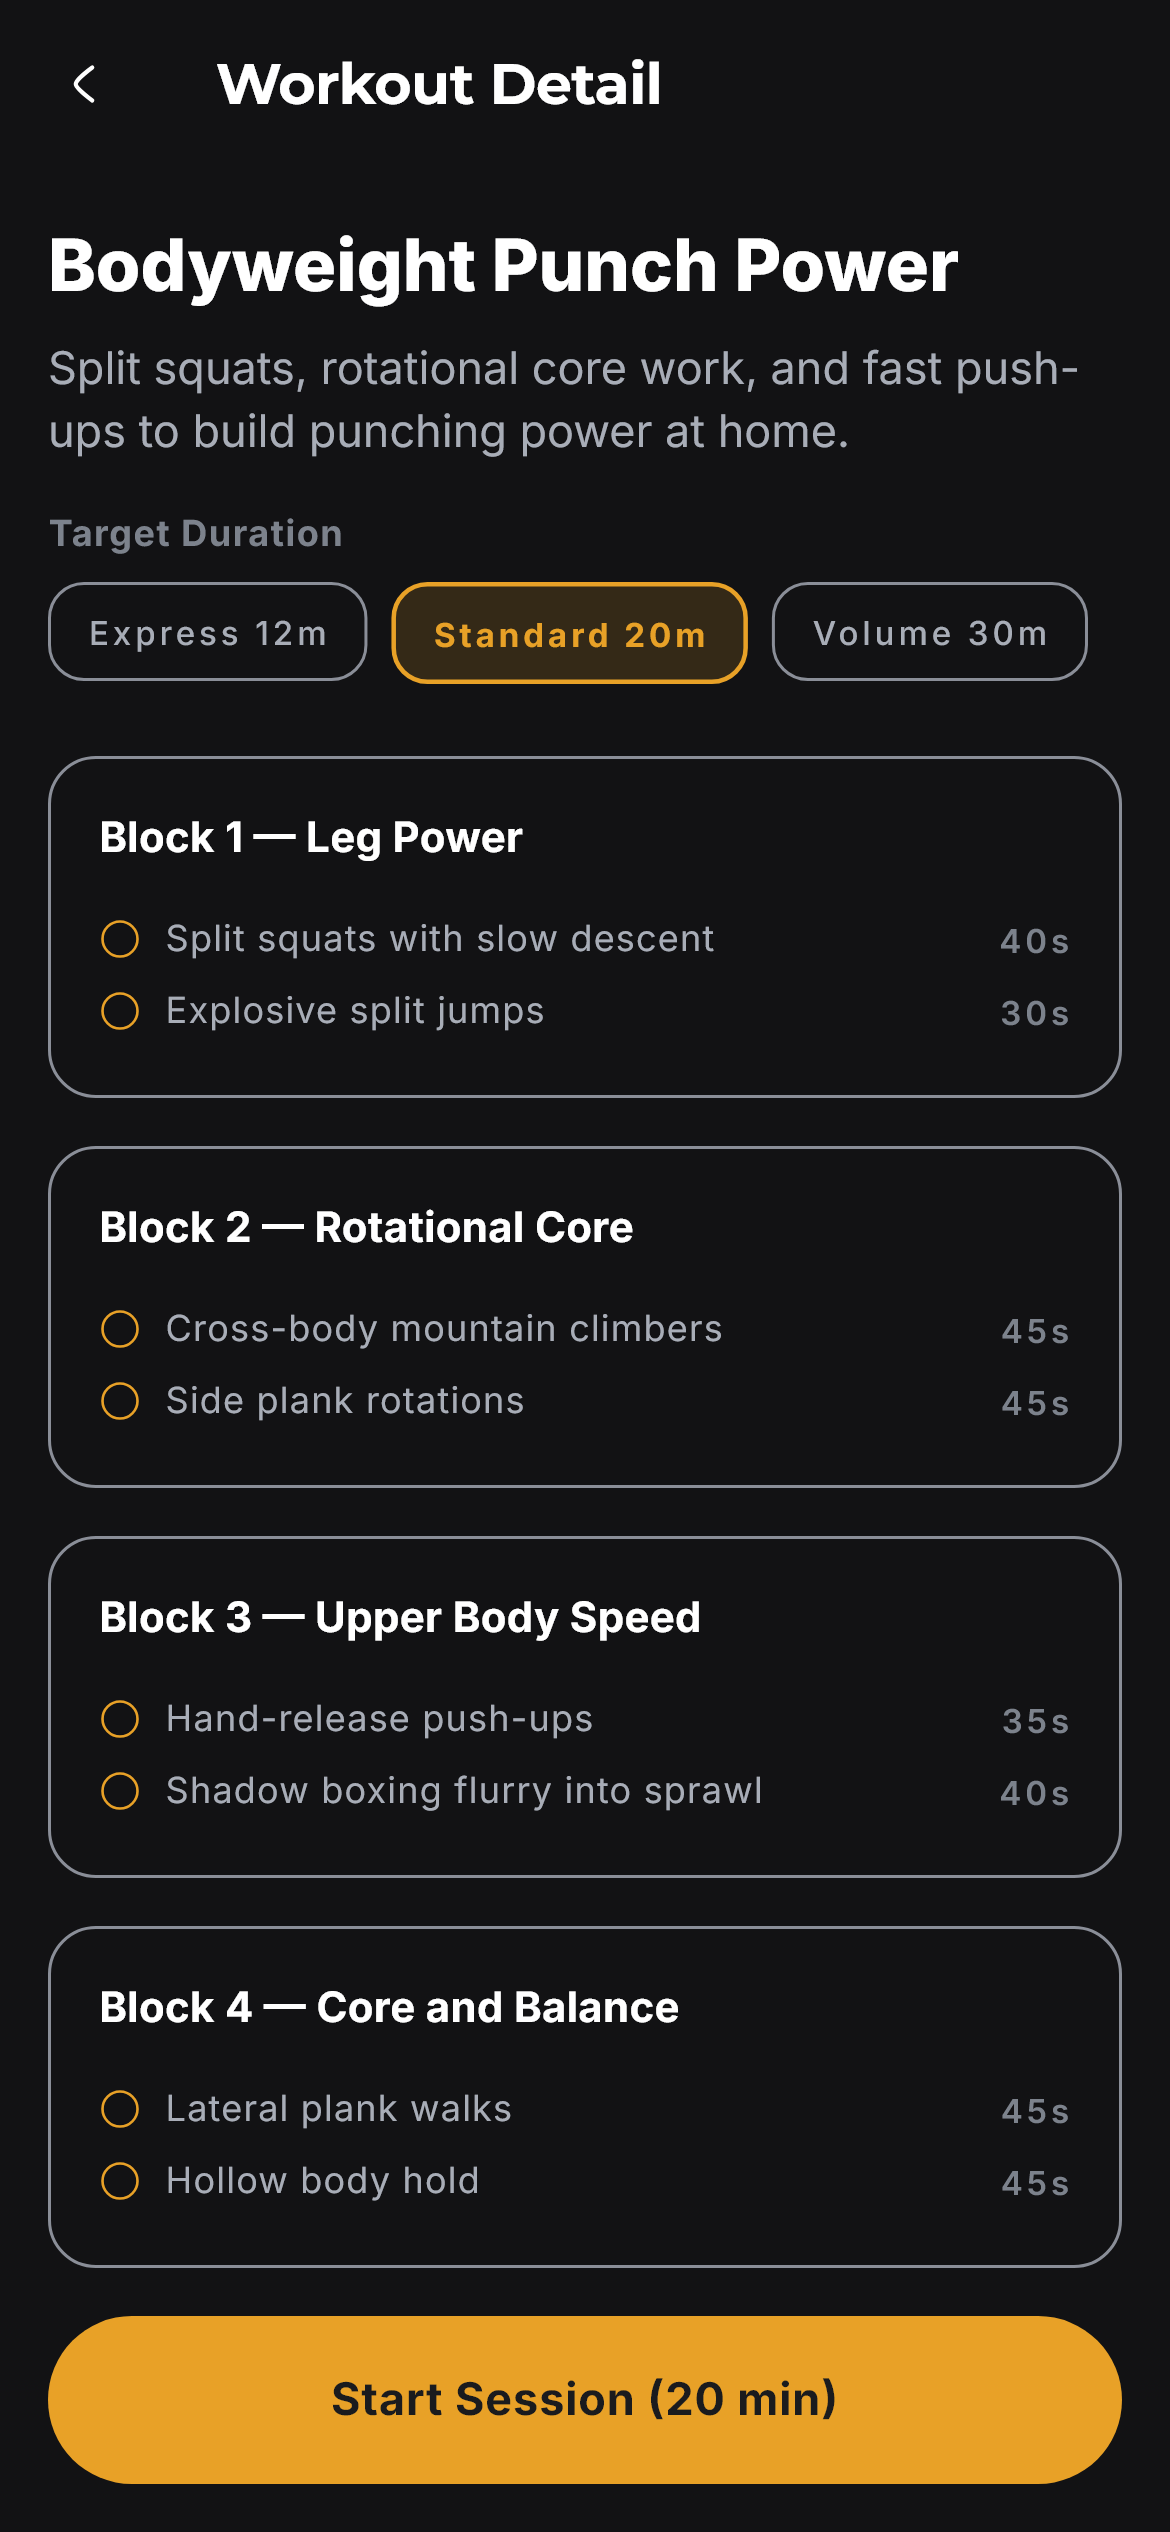 Workout Detail
Bodyweight Punch Power
Split squats, rotational core work, and fast push-
ups to build punching power at home.
Target Duration
Express 12m
Standard 20m
Volume 30m
Block 1 — Leg Power
Split squats with slow descent 40s
Explosive split jumps 30s
Block 2 — Rotational Core
Cross-body mountain climbers 45s
Side plank rotations 45s
Block 3 — Upper Body Speed
Hand-release push-ups 35s
Shadow boxing flurry into sprawl 40s
Block 4 — Core and Balance
Lateral plank walks 45s
Hollow body hold 45s
Start Session (20 min)